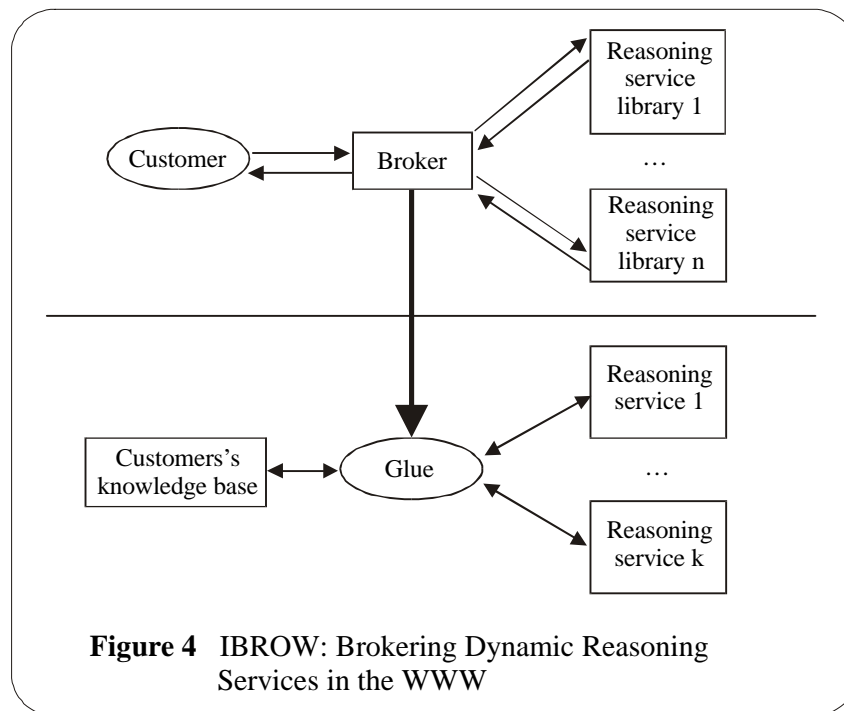 Reasoning
service
library 1
Customer
Broker
...
Reasoning
service
library n
Reasoning
service 1
Customers's
knowledge base
Glue
...
Reasoning
service k
Figure 4 IBROW: Brokering Dynamic Reasoning
Services in the WWW